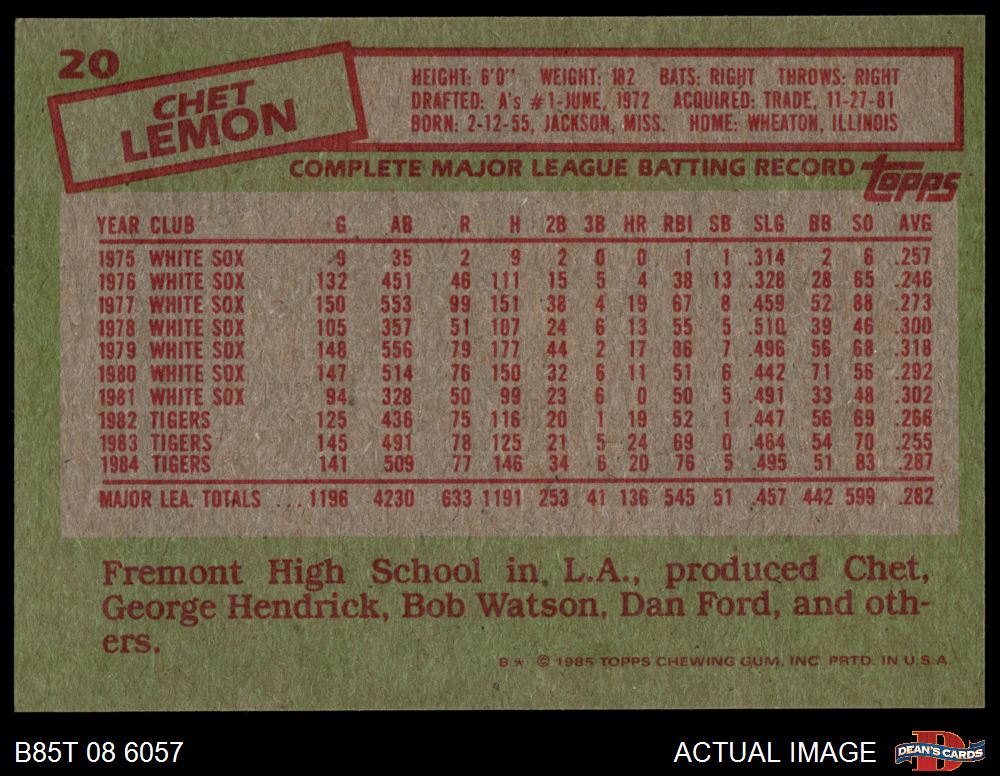 20
CHET
LEMON
HEIGHT: 6'0" WEIGHT: 182 BATS: RIGHT THROWS: RIGHT
DRAFTED: A's #1-JUNE, 1972 ACQUIRED: TRADE, 11-27-81
BORN: 2-12-55, JACKSON, MISS. HOME: WHEATON, ILLINOIS
COMPLETE MAJOR LEAGUE BATTING RECORD topps
YEAR CLUB G AB R H 2B 3B HR RBI SB SLG BB SO AVG
1975 WHITE SOX 9 35 2 9 2 0 0 1 1 .314 2 6 .257
1976 WHITE SOX 132 451 46 111 15 5 4 38 13 .328 28 65 .246
1977 WHITE SOX 150 553 99 151 38 4 19 67 8 .459 52 88 .273
1978 WHITE SOX 105 357 51 107 24 6 13 55 5 .510 39 46 .300
1979 WHITE SOX 148 556 79 177 44 2 17 86 7 .496 56 68 .318
1980 WHITE SOX 147 514 76 150 32 6 11 51 6 .442 71 56 .292
1981 WHITE SOX 94 328 50 99 23 6 0 50 5 .491 33 48 .302
1982 TIGERS 125 436 75 116 20 1 19 52 1 .447 56 69 .266
1983 TIGERS 145 491 78 125 21 5 24 69 0 .464 54 70 .255
1984 TIGERS 141 509 77 146 34 6 20 76 5 .495 51 83 .287
MAJOR LEA. TOTALS ... 1196 4230 633 1191 253 41 136 545 51 .457 442 599 .282
Fremont High School in L.A., produced Chet,
George Hendrick, Bob Watson, Dan Ford, and oth-
ers.
B* © 1985 TOPPS CHEWING GUM, INC. PRTD. IN U.S.A.
B85T 08 6057 ACTUAL IMAGE DEAN'S CARDS